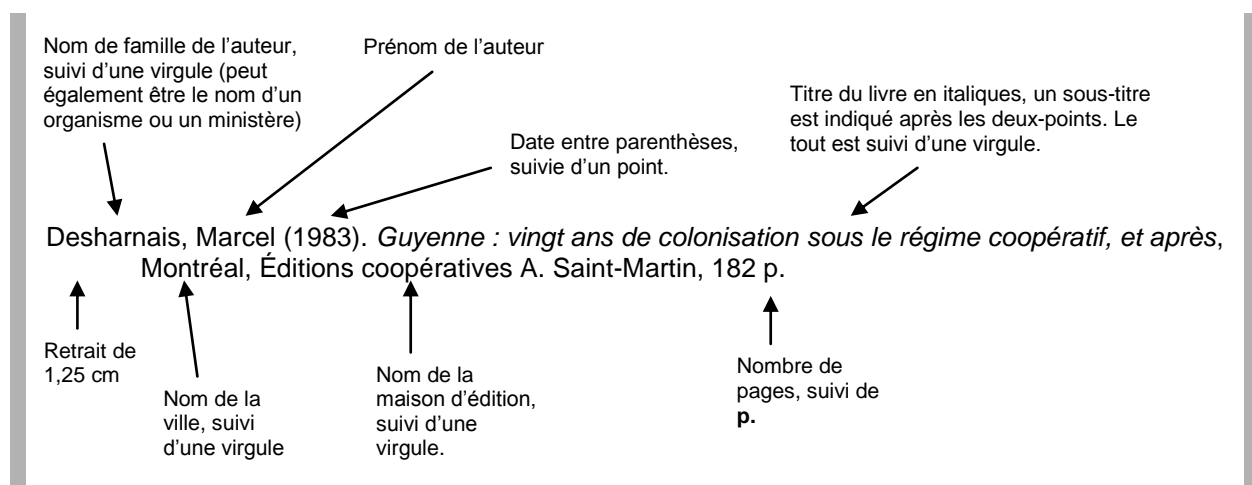 Nom de famille de l'auteur,
suivi d'une virgule (peut
également être le nom d'un
organisme ou un ministère)
Prénom de l'auteur
Date entre parenthèses,
suivie d'un point.
Titre du livre en italiques, un sous-titre
est indiqué après les deux-points. Le
tout est suivi d'une virgule.
Desharnais, Marcel (1983). Guyenne : vingt ans de colonisation sous le régime coopératif, et après,
Montréal, Éditions coopératives A. Saint-Martin, 182 p.
Retrait de
1,25 cm
Nom de la
ville, suivi
d'une virgule
Nom de la
maison d'édition,
suivi d'une
virgule.
Nombre de
pages, suivi de
p.